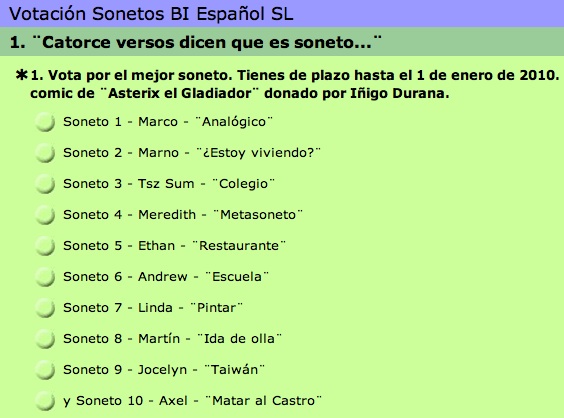 Votación Sonetos BI Español SL
1. ¨Catorce versos dicen que es soneto...¨
*1. Vota por el mejor soneto. Tienes de plazo hasta el 1 de enero de 2010.
comic de ¨Asterix el Gladiador¨ donado por Iñigo Durana.
Soneto 1 - Marco - ¨Analógico¨
Soneto 2 - Marno - ¨¿Estoy viviendo?¨
Soneto 3 - Tsz Sum - ¨Colegio¨
Soneto 4 - Meredith - ¨Metasoneto¨
Soneto 5 - Ethan - ¨Restaurante¨
Soneto 6 - Andrew - ¨Escuela¨
Soneto 7 - Linda - ¨Pintar¨
Soneto 8 - Martín - ¨Ida de olla¨
Soneto 9 - Jocelyn - ¨Taiwán¨
y Soneto 10 - Axel - ¨Matar al Castro¨